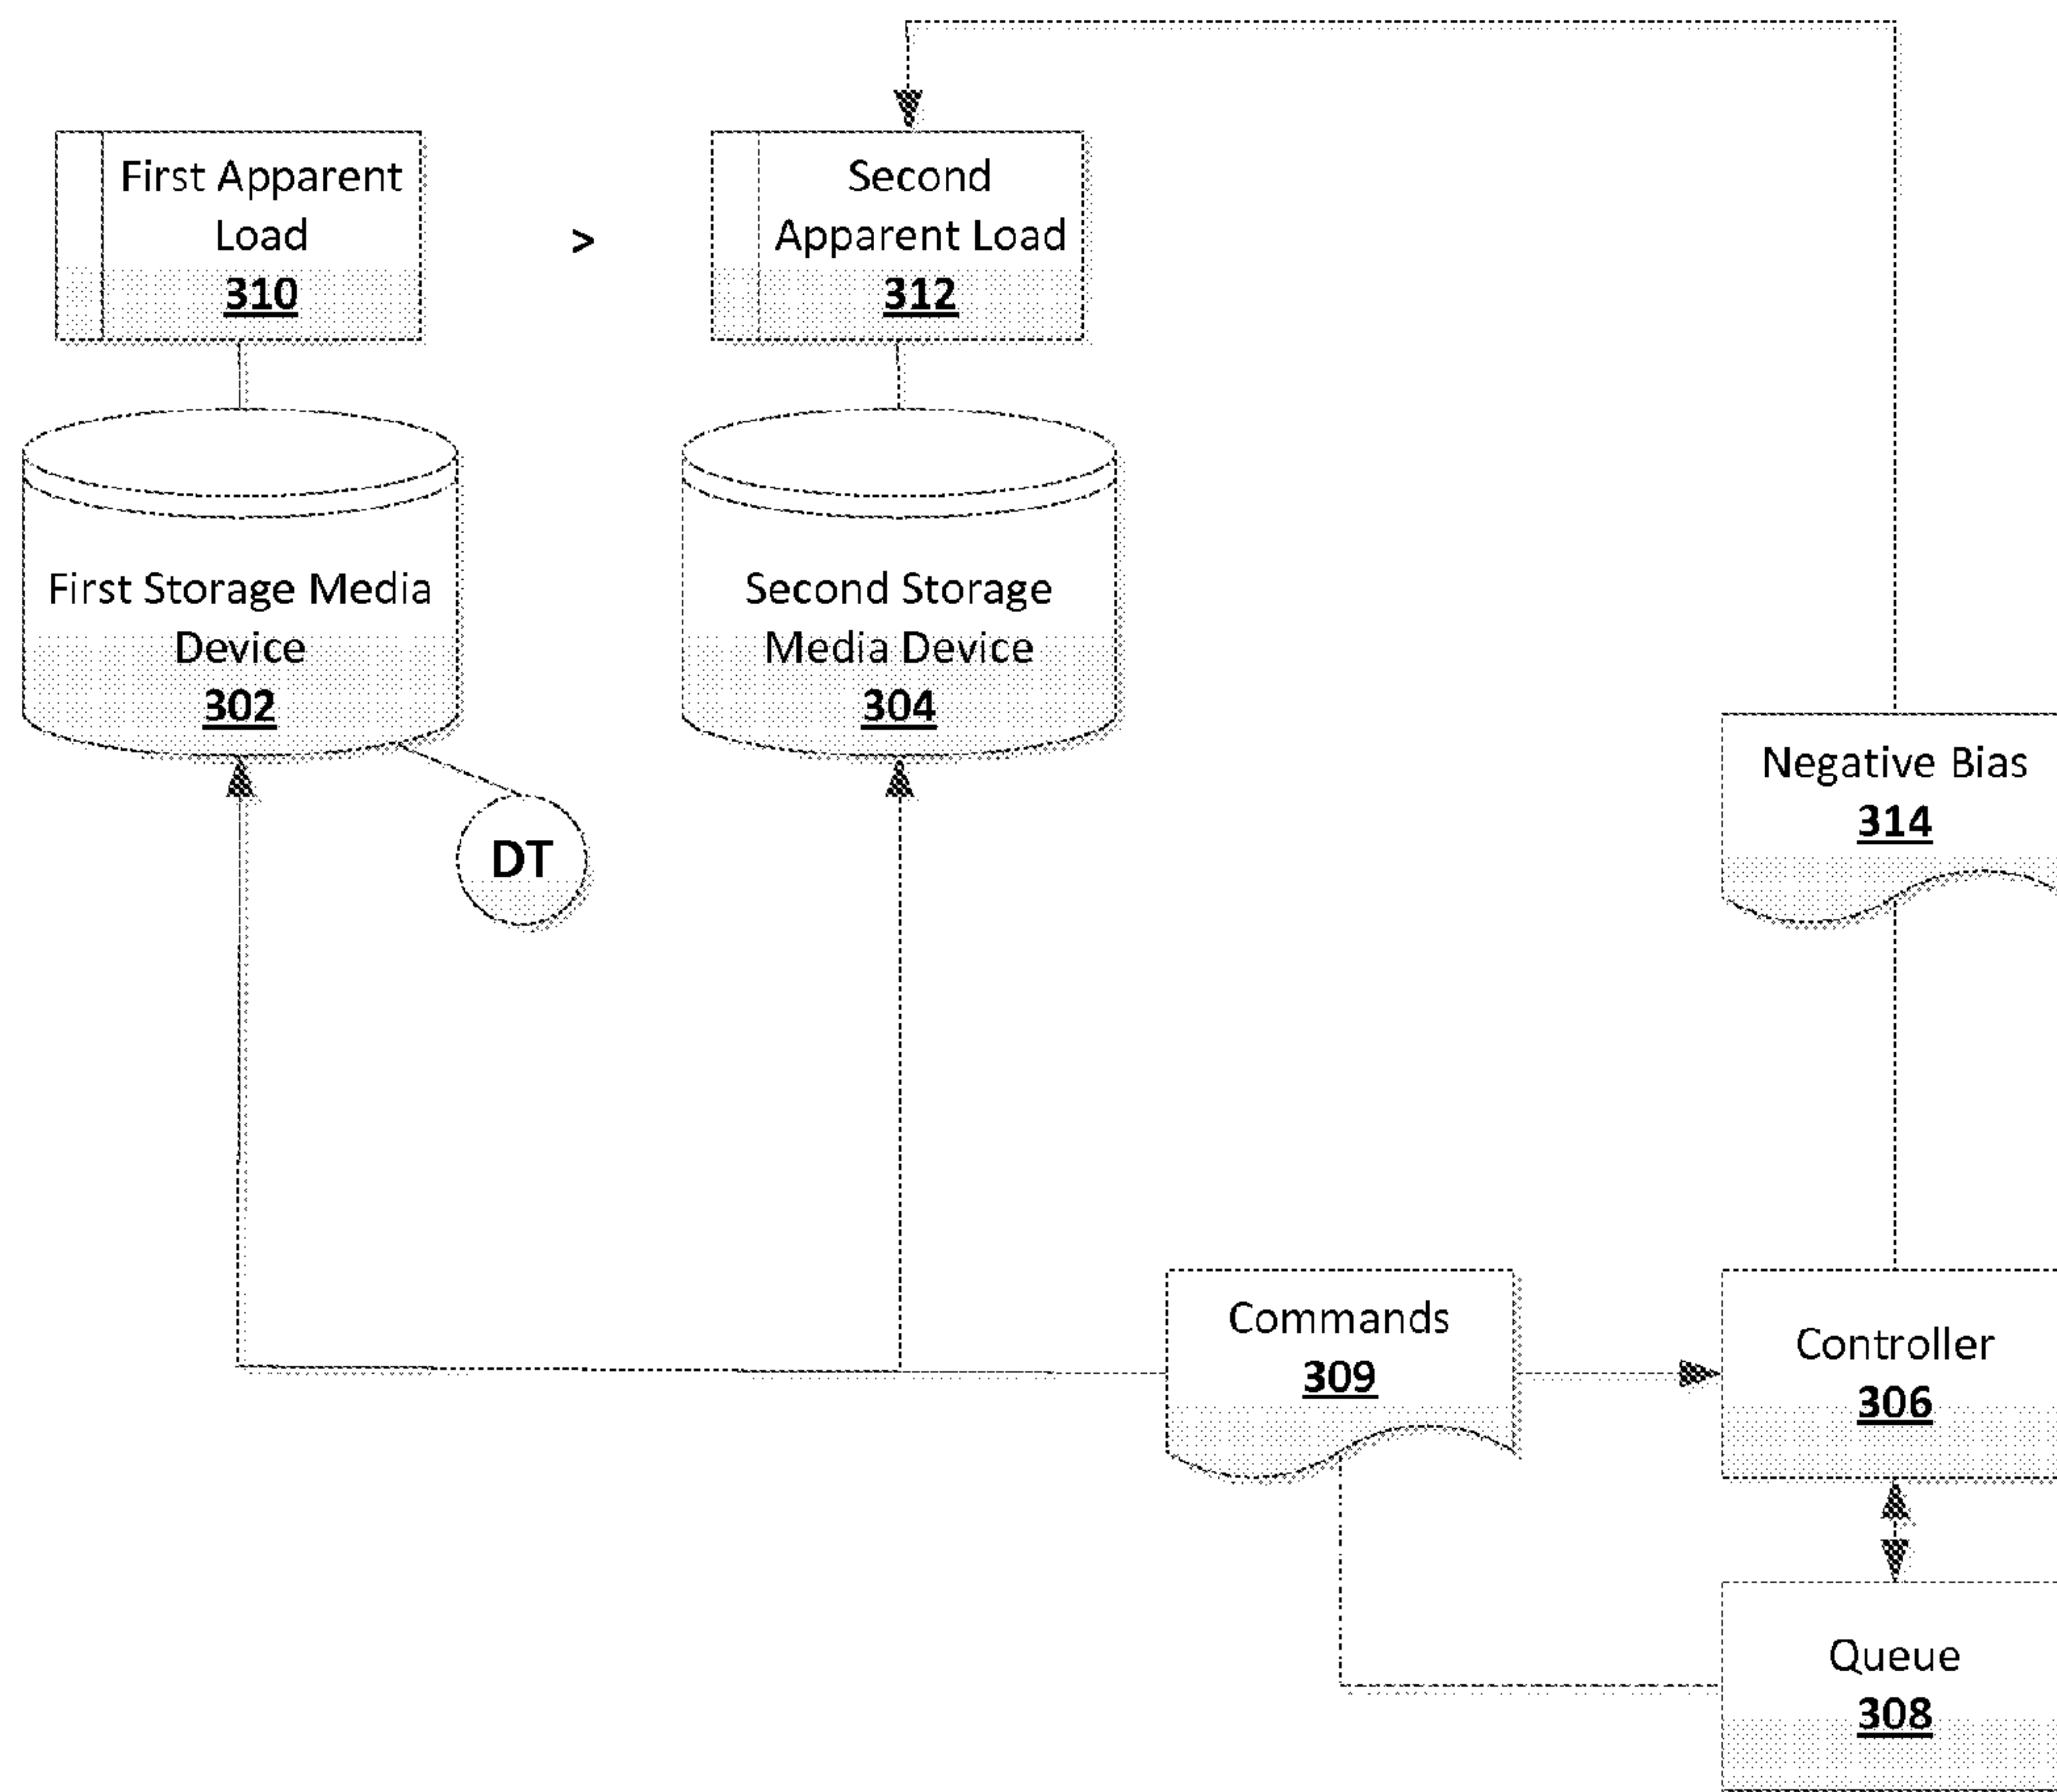 First Apparent
Load
310
>
Second
Apparent Load
312
First Storage Media
Device
302
Second Storage
Media Device
304
DT
Negative Bias
314
Commands
309
Controller
306
Queue
308